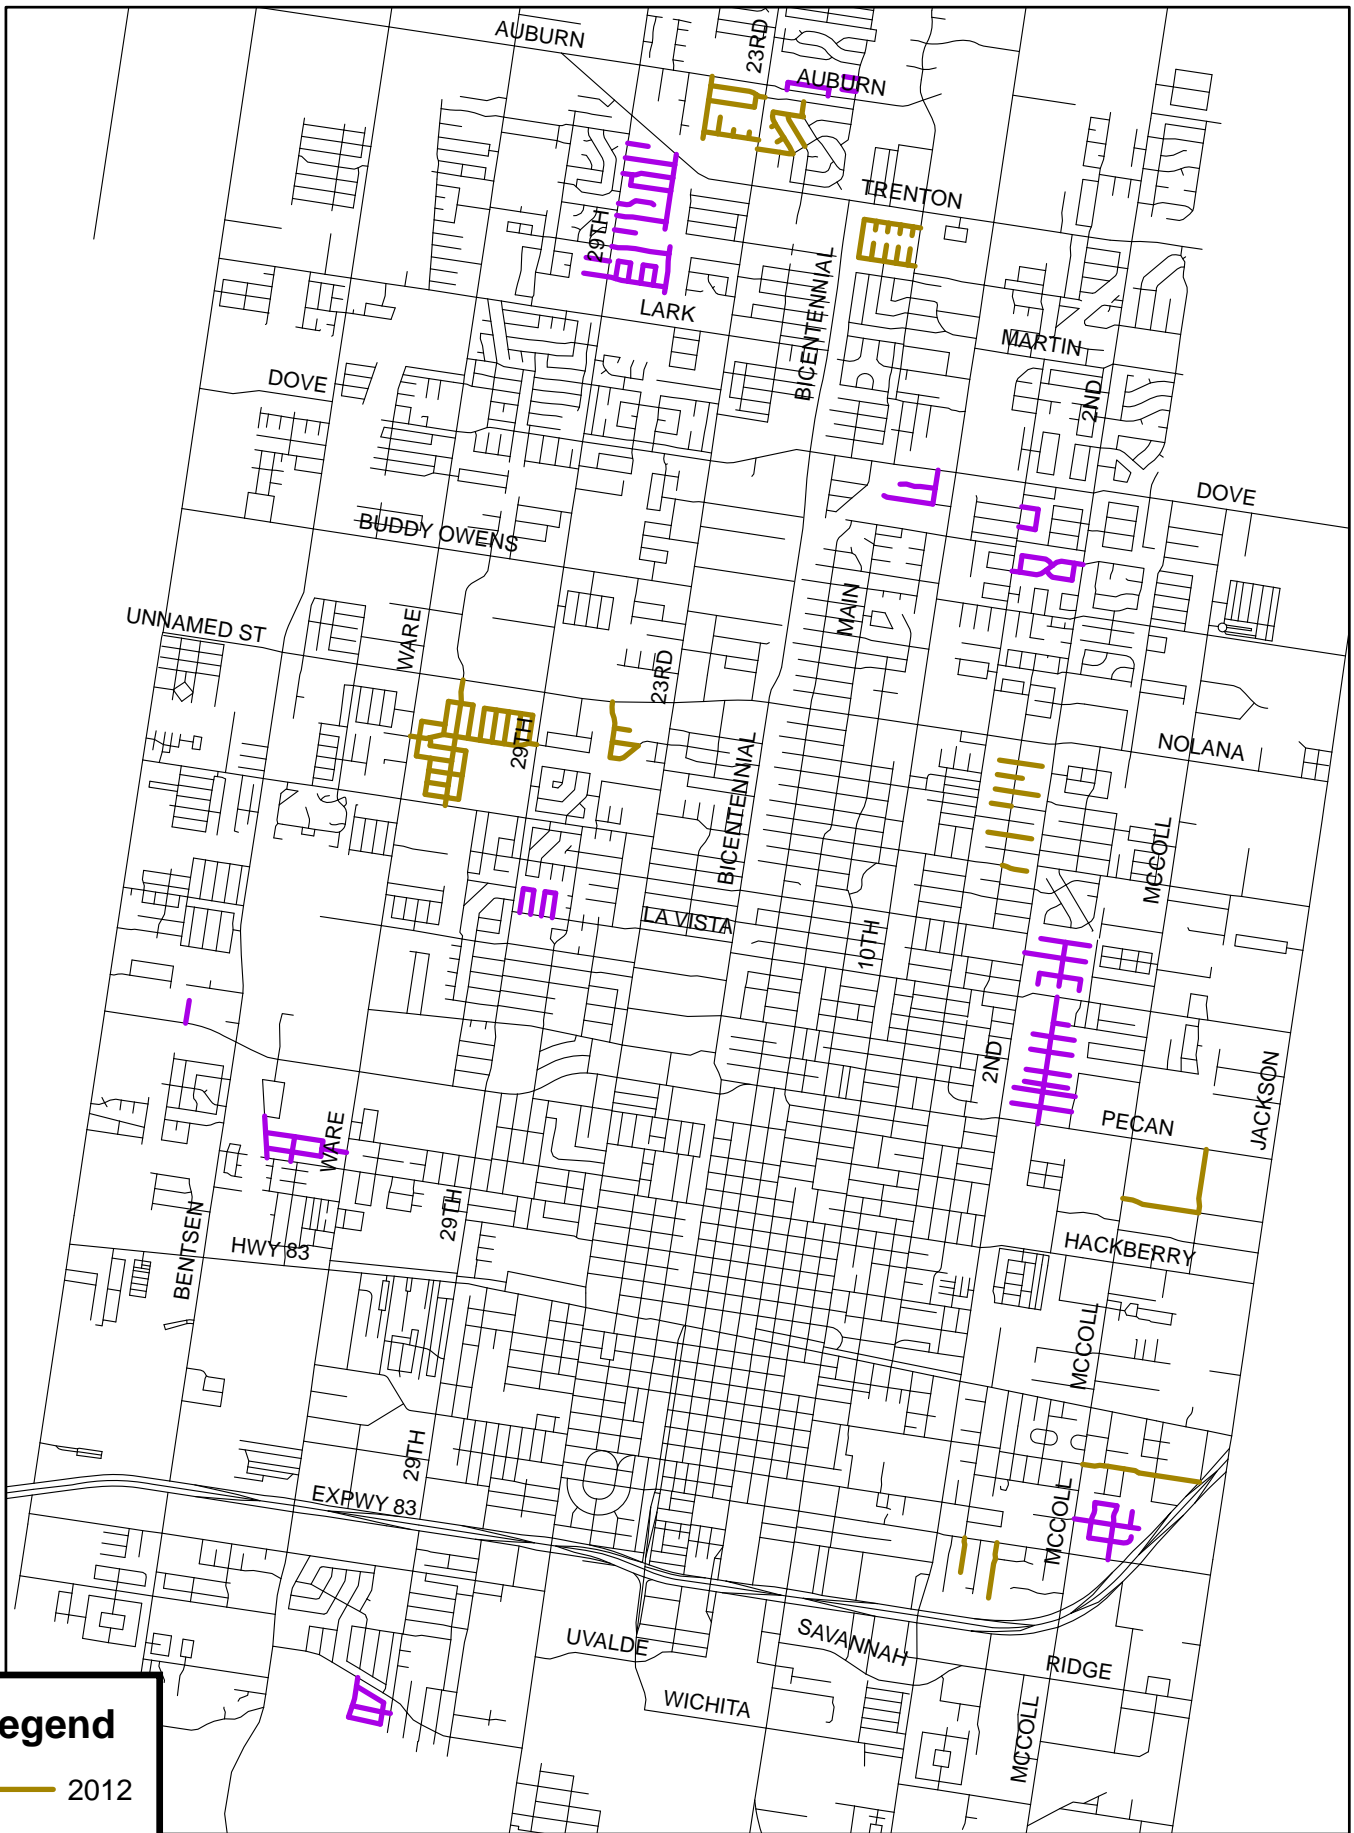 AUBURN
23RD
AUBURN
TRENTON
29TH
BICENTENNIAL
LARK
MARTIN
DOVE
2ND
DOVE
BUDDY OWENS
MAIN
UNNAMED ST
WARE
23RD
29TH
NOLANA
BICENTENNIAL
MCCOLL
LA VISTA
10TH
2ND
JACKSON
PECAN
WARE
29TH
BENTSEN
HWY 83
HACKBERRY
MCCOLL
29TH
EXPWY 83
MCCOLL
UVALDE
SAVANNAH
RIDGE
WICHITA
MCCOLL
egend
2012